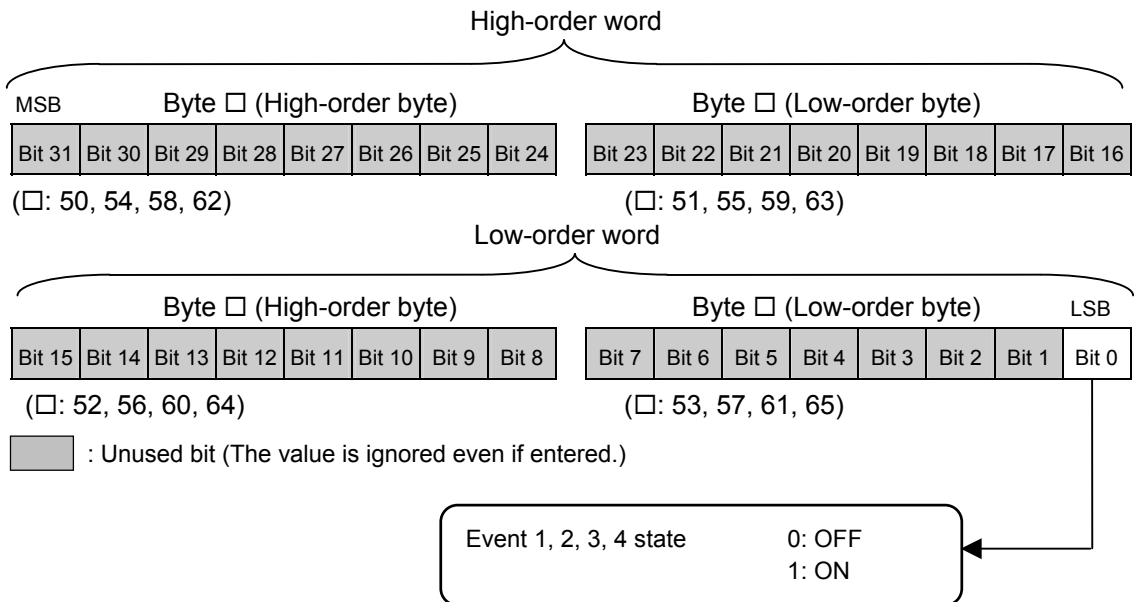 High-order word
MSB Byte □ (High-order byte) Byte □ (Low-order byte)
Bit 31 Bit 30 Bit 29 Bit 28 Bit 27 Bit 26 Bit 25 Bit 24 Bit 23 Bit 22 Bit 21 Bit 20 Bit 19 Bit 18 Bit 17 Bit 16
(□: 50, 54, 58, 62) (□: 51, 55, 59, 63)
Low-order word
Byte □ (High-order byte) Byte □ (Low-order byte) LSB
Bit 15 Bit 14 Bit 13 Bit 12 Bit 11 Bit 10 Bit 9 Bit 8 Bit 7 Bit 6 Bit 5 Bit 4 Bit 3 Bit 2 Bit 1 Bit 0
(□: 52, 56, 60, 64) (□: 53, 57, 61, 65)
: Unused bit (The value is ignored even if entered.)
Event 1, 2, 3, 4 state 0: OFF
1: ON